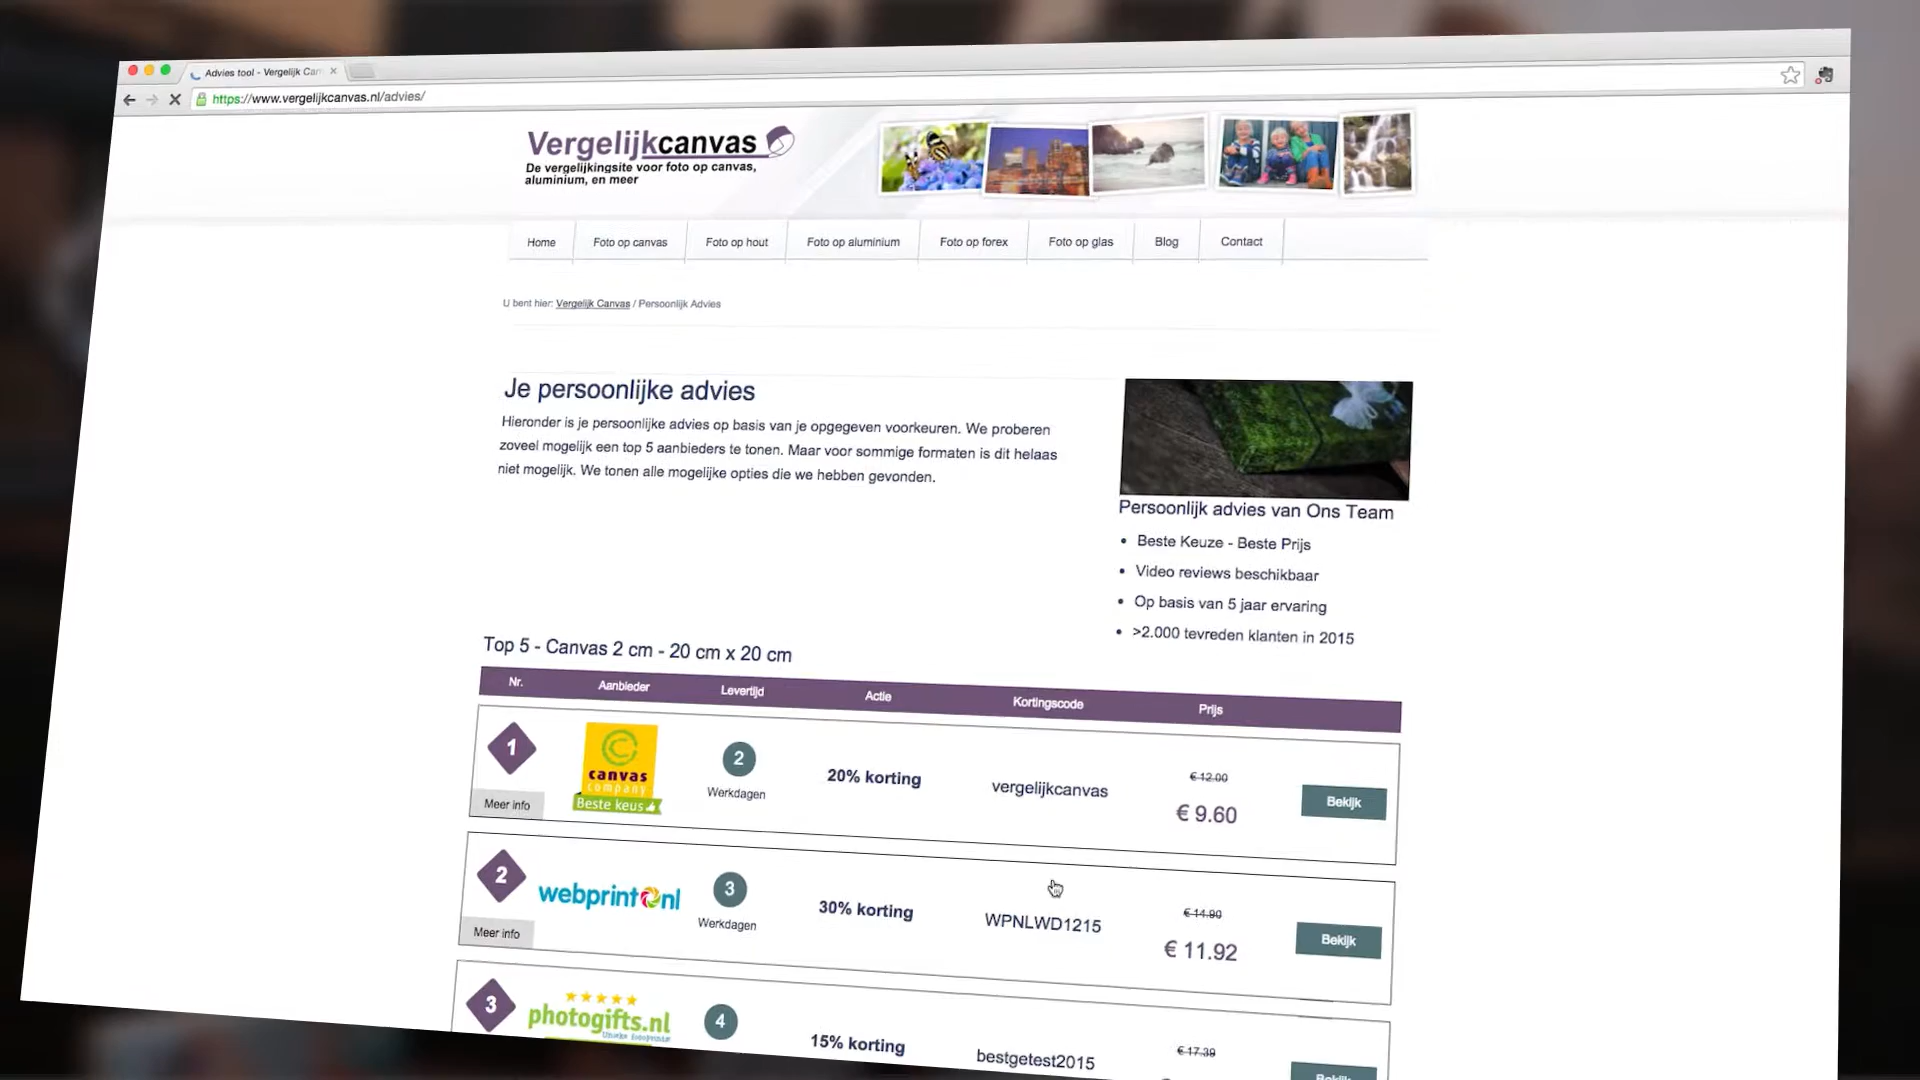 Advies tool - Vergelijk Can
https://www.vergelijkcanvas.nl/advies/
Vergelijkcanvas
De vergelijkingsite voor foto op canvas,
aluminium, en meer
Home Foto op canvas Foto op hout Foto op aluminium Foto op forex Foto op glas Blog Contact
U bent hier: Vergelijk Canvas / Persoonlijk Advies
Je persoonlijke advies
Hieronder is je persoonlijke advies op basis van je opgegeven voorkeuren. We proberen
zoveel mogelijk een top 5 aanbieders te tonen. Maar voor sommige formaten is dit helaas
niet mogelijk. We tonen alle mogelijke opties die we hebben gevonden.
Persoonlijk advies van Ons Team
• Beste Keuze - Beste Prijs
• Video reviews beschikbaar
• Op basis van 5 jaar ervaring
• >2.000 tevreden klanten in 2015
Top 5 - Canvas 2 cm - 20 cm x 20 cm
Nr. Aanbieder Levertijd Actie Kortingscode Prijs
1 canvas company Beste keus 2 Werkdagen 20% korting vergelijkcanvas € 12.00 € 9.60 Bekijk
Meer info
2 webprint.nl 3 Werkdagen 30% korting WPNLWD1215 € 14.90 € 11.92 Bekijk
Meer info
3 photogifts.nl 4 15% korting bestgetest2015 € 17.39 Bekijk